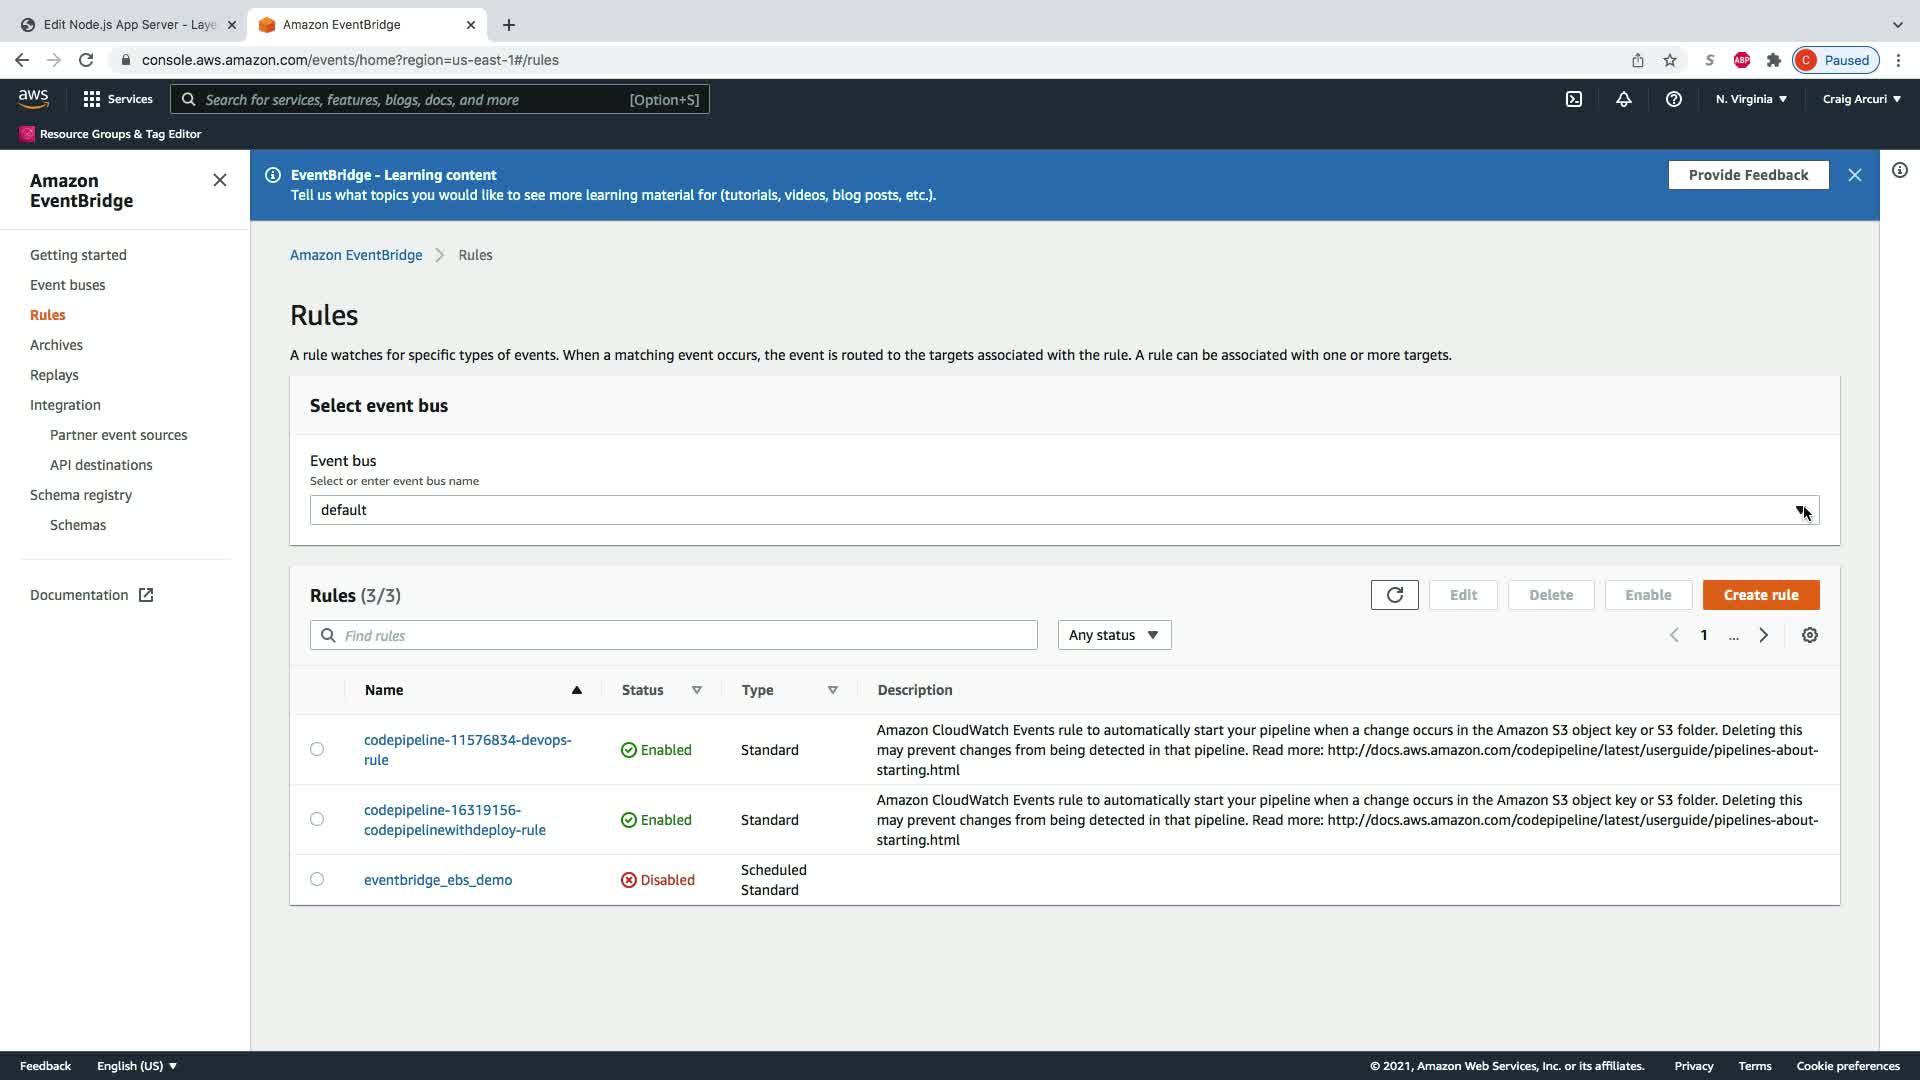 Edit Node.js App Server - Laye
Amazon EventBridge
console.aws.amazon.com/events/home?region=us-east-1#/rules
ABP
C
Paused
aws
Services
Search for services, features, blogs, docs, and more
[Option+S]
N. Virginia
Craig Arcuri
Resource Groups & Tag Editor
Amazon
EventBridge
Getting started
Event buses
Rules
Archives
Replays
Integration
Partner event sources
API destinations
Schema registry
Schemas
Documentation
EventBridge - Learning content
Tell us what topics you would like to see more learning material for (tutorials, videos, blog posts, etc.).
Provide Feedback
Amazon EventBridge
Rules
Rules
A rule watches for specific types of events. When a matching event occurs, the event is routed to the targets associated with the rule. A rule can be associated with one or more targets.
Select event bus
Event bus
Select or enter event bus name
default
Rules (3/3)
Edit
Delete
Enable
Create rule
Find rules
Any status
1
...
Name
Status
Type
Description
codepipeline-11576834-devops-
rule
Enabled
Standard
Amazon CloudWatch Events rule to automatically start your pipeline when a change occurs in the Amazon S3 object key or S3 folder. Deleting this
may prevent changes from being detected in that pipeline. Read more: http://docs.aws.amazon.com/codepipeline/latest/userguide/pipelines-about-
starting.html
codepipeline-16319156-
codepipelinewithdeploy-rule
Enabled
Standard
Amazon CloudWatch Events rule to automatically start your pipeline when a change occurs in the Amazon S3 object key or S3 folder. Deleting this
may prevent changes from being detected in that pipeline. Read more: http://docs.aws.amazon.com/codepipeline/latest/userguide/pipelines-about-
starting.html
eventbridge_ebs_demo
Disabled
Scheduled
Standard
Feedback
English (US)
© 2021, Amazon Web Services, Inc. or its affiliates.
Privacy
Terms
Cookie preferences